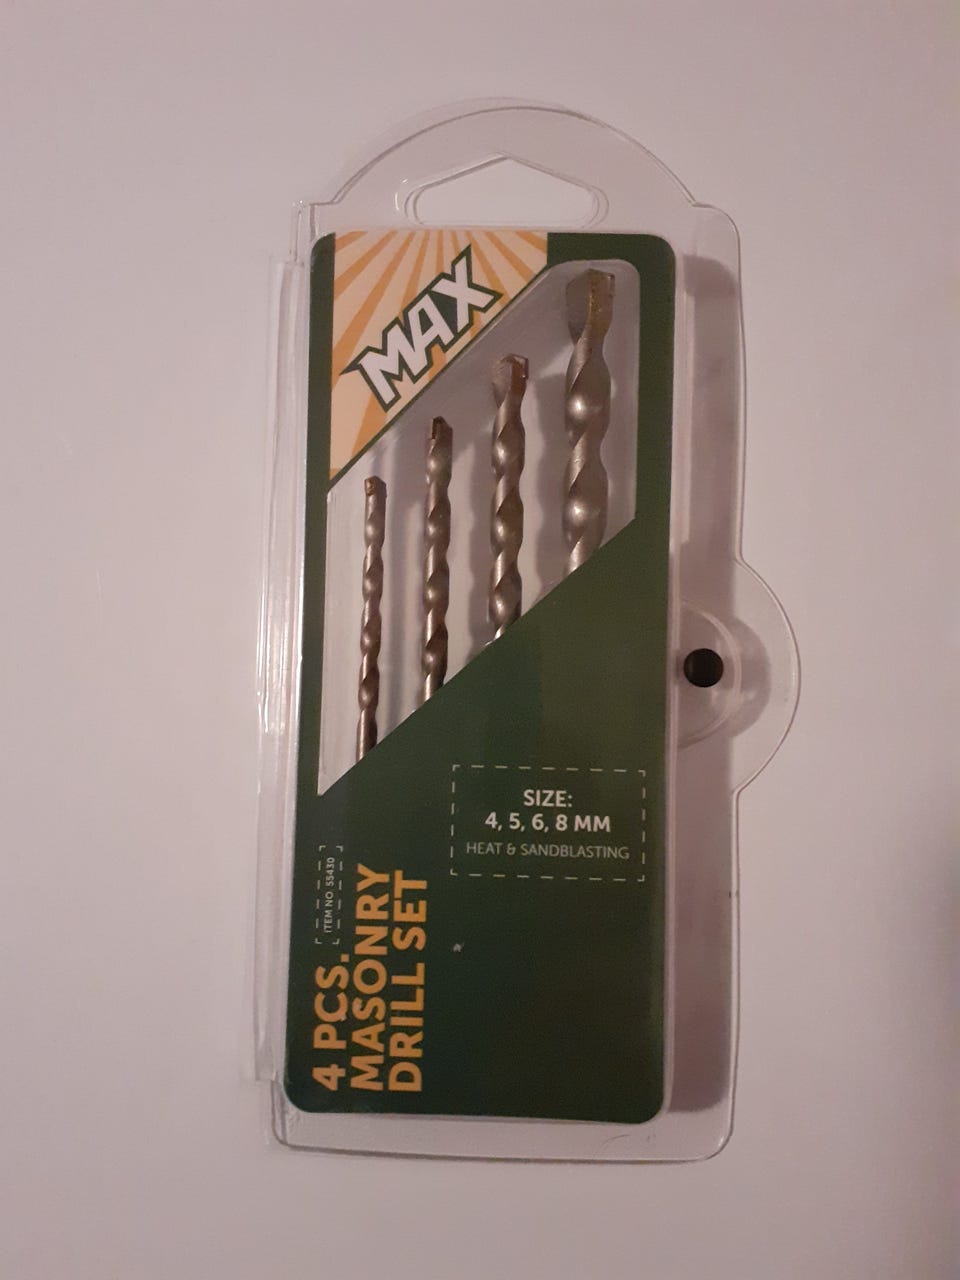 MAX
SIZE:
4, 5, 6, 8 MM
HEAT & SANDBLASTING
ITEM NO 55430
4 PCS.
MASONRY
DRILL SET